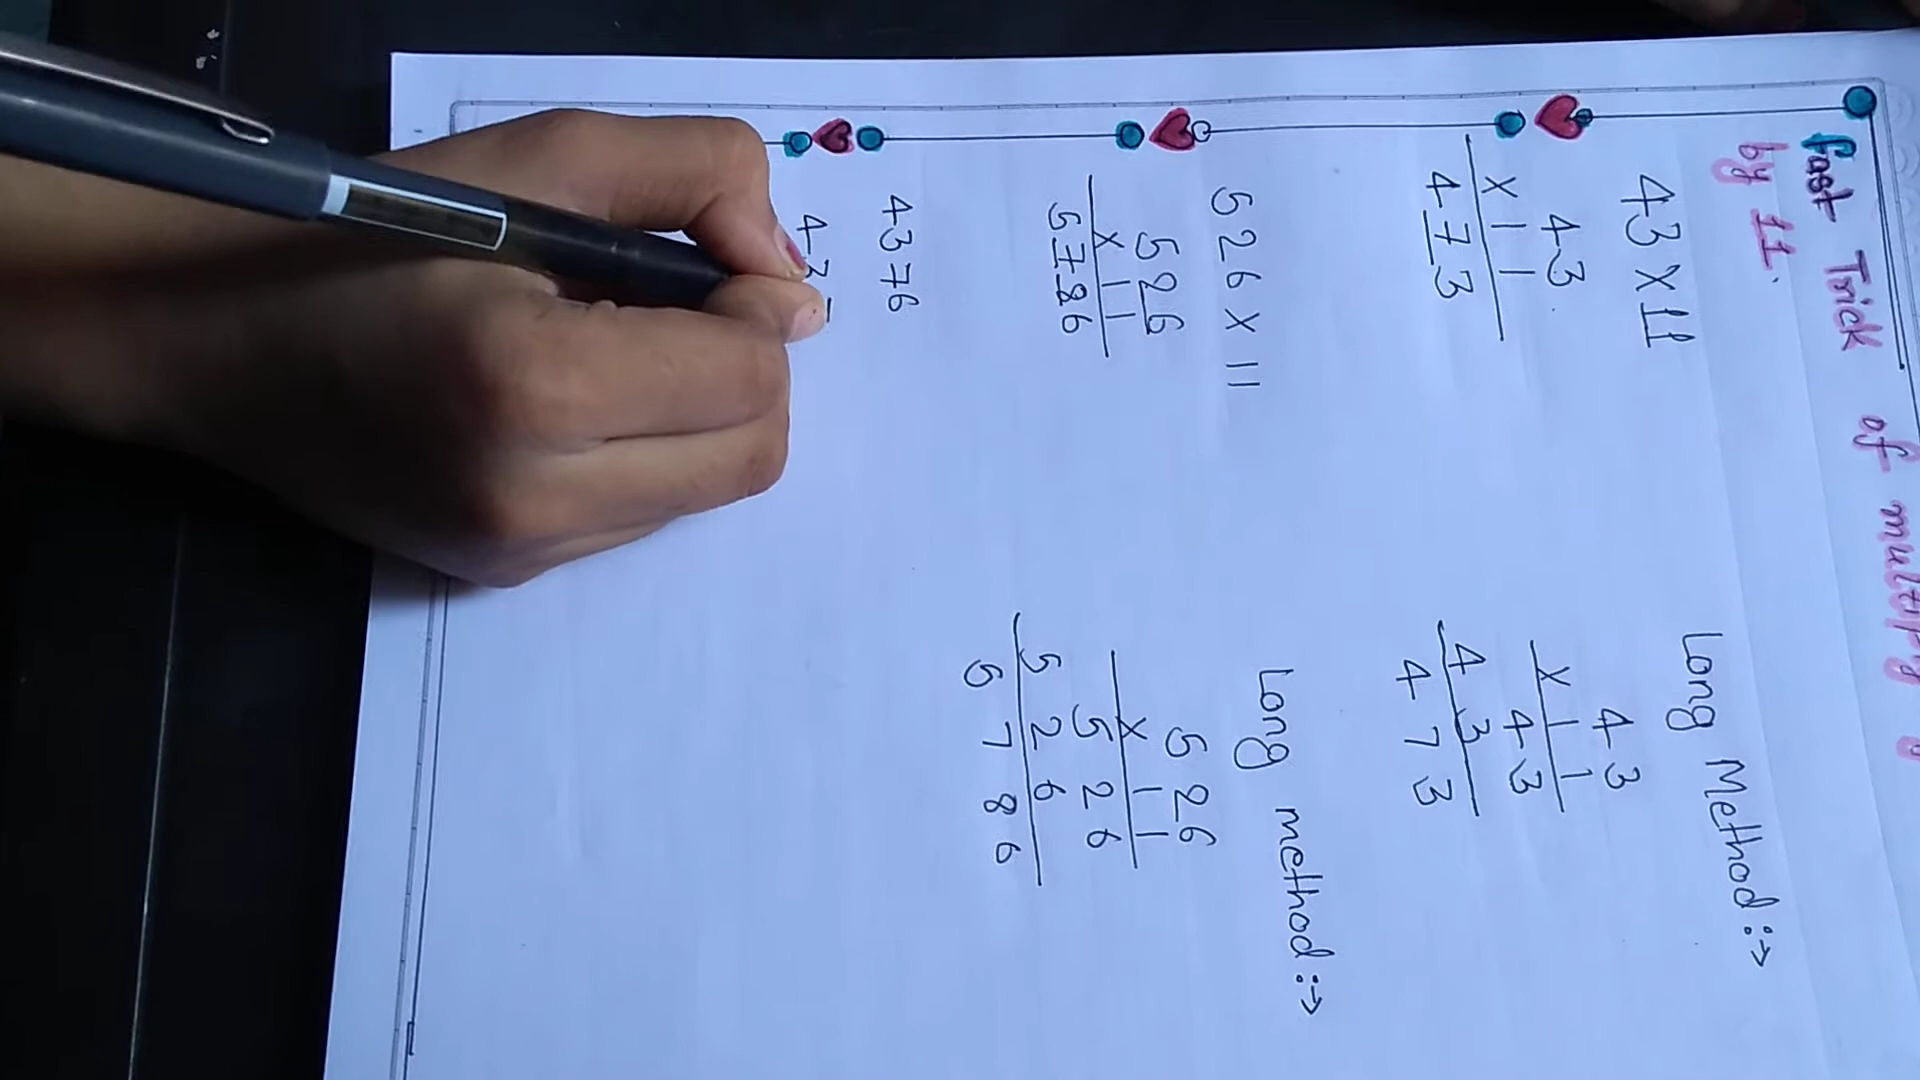 fast Trick of multiply
by 11.
43 x 11
43
x 11
473
Long Method :->
43
x 11
43
43
473
526 x 11
526
x 11
5786
Long method :->
526
x 11
526
526
5786
4376
43